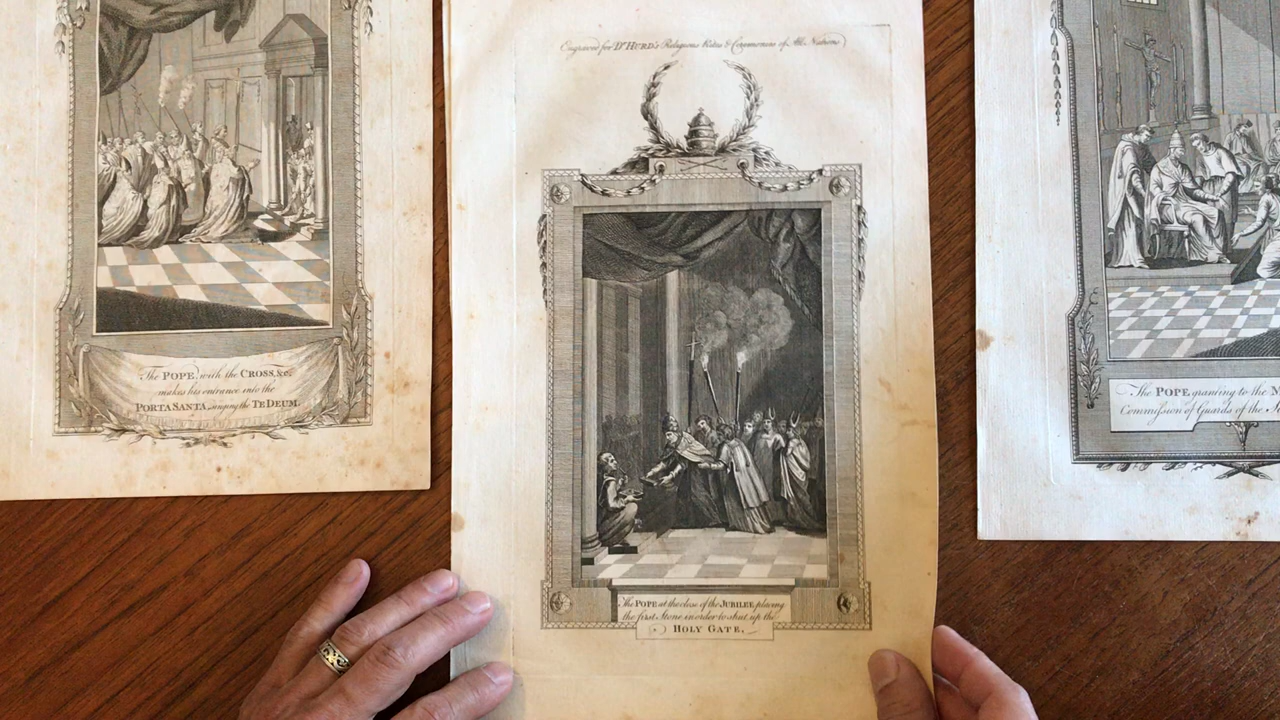 The POPE, with the CROSS, &c.
makes his entrance into the
PORTA SANTA, singing the TE DEUM.
Engraved for Dr HURD's Religious Rites & Ceremonies of All Nations
The POPE at the close of the JUBILEE placing
the first Stone in order to shut up the
HOLY GATE.
The POPE granting to the N
Commission of Guards of the